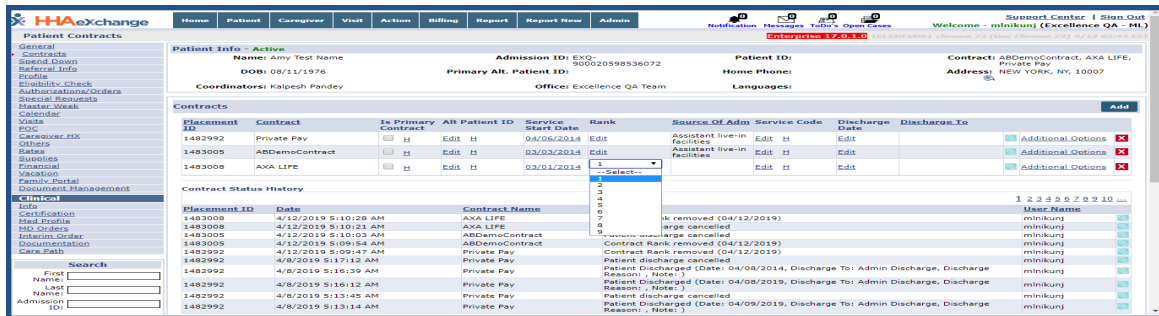 HHAeXchange
Home Patient Caregiver Visit Action Billing Report Report New Admin
Notification Messages ToDo's Open Cases
Support Center | Sign Out
Welcome - mlnikunj (Excellence QA - ML)
Patient Contracts
Enterprise 17.0.1.0
General
Contracts
Spend Down
Referral Info
Profile
Eligibility Check
Authorizations/Orders
Special Requests
Master Week
Calendar
Visits
POC
Caregiver HX
Others
Rates
Supplies
Financial
Vacation
Family Portal
Document Management
Clinical
Info
Certification
Med Profile
MD Orders
Interim Order
Documentation
Care Path
Search
First Name:
Last Name:
Admission ID:
Patient Info - Active
Name: Amy Test Name Admission ID: EXQ-900020598536072 Patient ID: Contract: ABDemoContract, AXA LIFE, Private Pay
DOB: 08/11/1976 Primary Alt. Patient ID: Home Phone: Address: NEW YORK, NY, 10007
Coordinators: Kalpesh Pandey Office: Excellence QA Team Languages:
Contracts Add
Placement ID Contract Is Primary Contract Alt Patient ID Service Start Date Rank Source Of Adm Service Code Discharge Date Discharge To
1482992 Private Pay H Edit H 04/06/2014 Edit Assistant live-in facilities Edit H Edit Additional Options X
1483005 ABDemoContract H Edit H 03/03/2014 Edit Assistant live-in facilities Edit H Edit Additional Options X
1483008 AXA LIFE H Edit H 03/01/2014 1 Edit H Edit Additional Options X
--Select--
1
2
3
4
5
6
7
8
9
Contract Status History
1 2 3 4 5 6 7 8 9 10 ...
Placement ID Date Contract Name User Name
1483008 4/12/2019 5:10:28 AM AXA LIFE nk removed (04/12/2019) mlnikunj
1483008 4/12/2019 5:10:21 AM AXA LIFE arge cancelled mlnikunj
1483005 4/12/2019 5:10:03 AM ABDemoContract Patient discharge cancelled mlnikunj
1483005 4/12/2019 5:09:54 AM ABDemoContract Contract Rank removed (04/12/2019) mlnikunj
1482992 4/12/2019 5:09:47 AM Private Pay Contract Rank removed (04/12/2019) mlnikunj
1482992 4/8/2019 5:17:12 AM Private Pay Patient discharge cancelled mlnikunj
1482992 4/8/2019 5:16:39 AM Private Pay Patient Discharged (Date: 04/08/2014, Discharge To: Admin Discharge, Discharge Reason: , Note: ) mlnikunj
1482992 4/8/2019 5:16:12 AM Private Pay Patient Discharged (Date: 04/08/2019, Discharge To: Admin Discharge, Discharge Reason: , Note: ) mlnikunj
1482992 4/8/2019 5:13:45 AM Private Pay Patient discharge cancelled mlnikunj
1482992 4/8/2019 5:13:14 AM Private Pay Patient Discharged (Date: 04/09/2019, Discharge To: Admin Discharge, Discharge Reason: , Note: ) mlnikunj